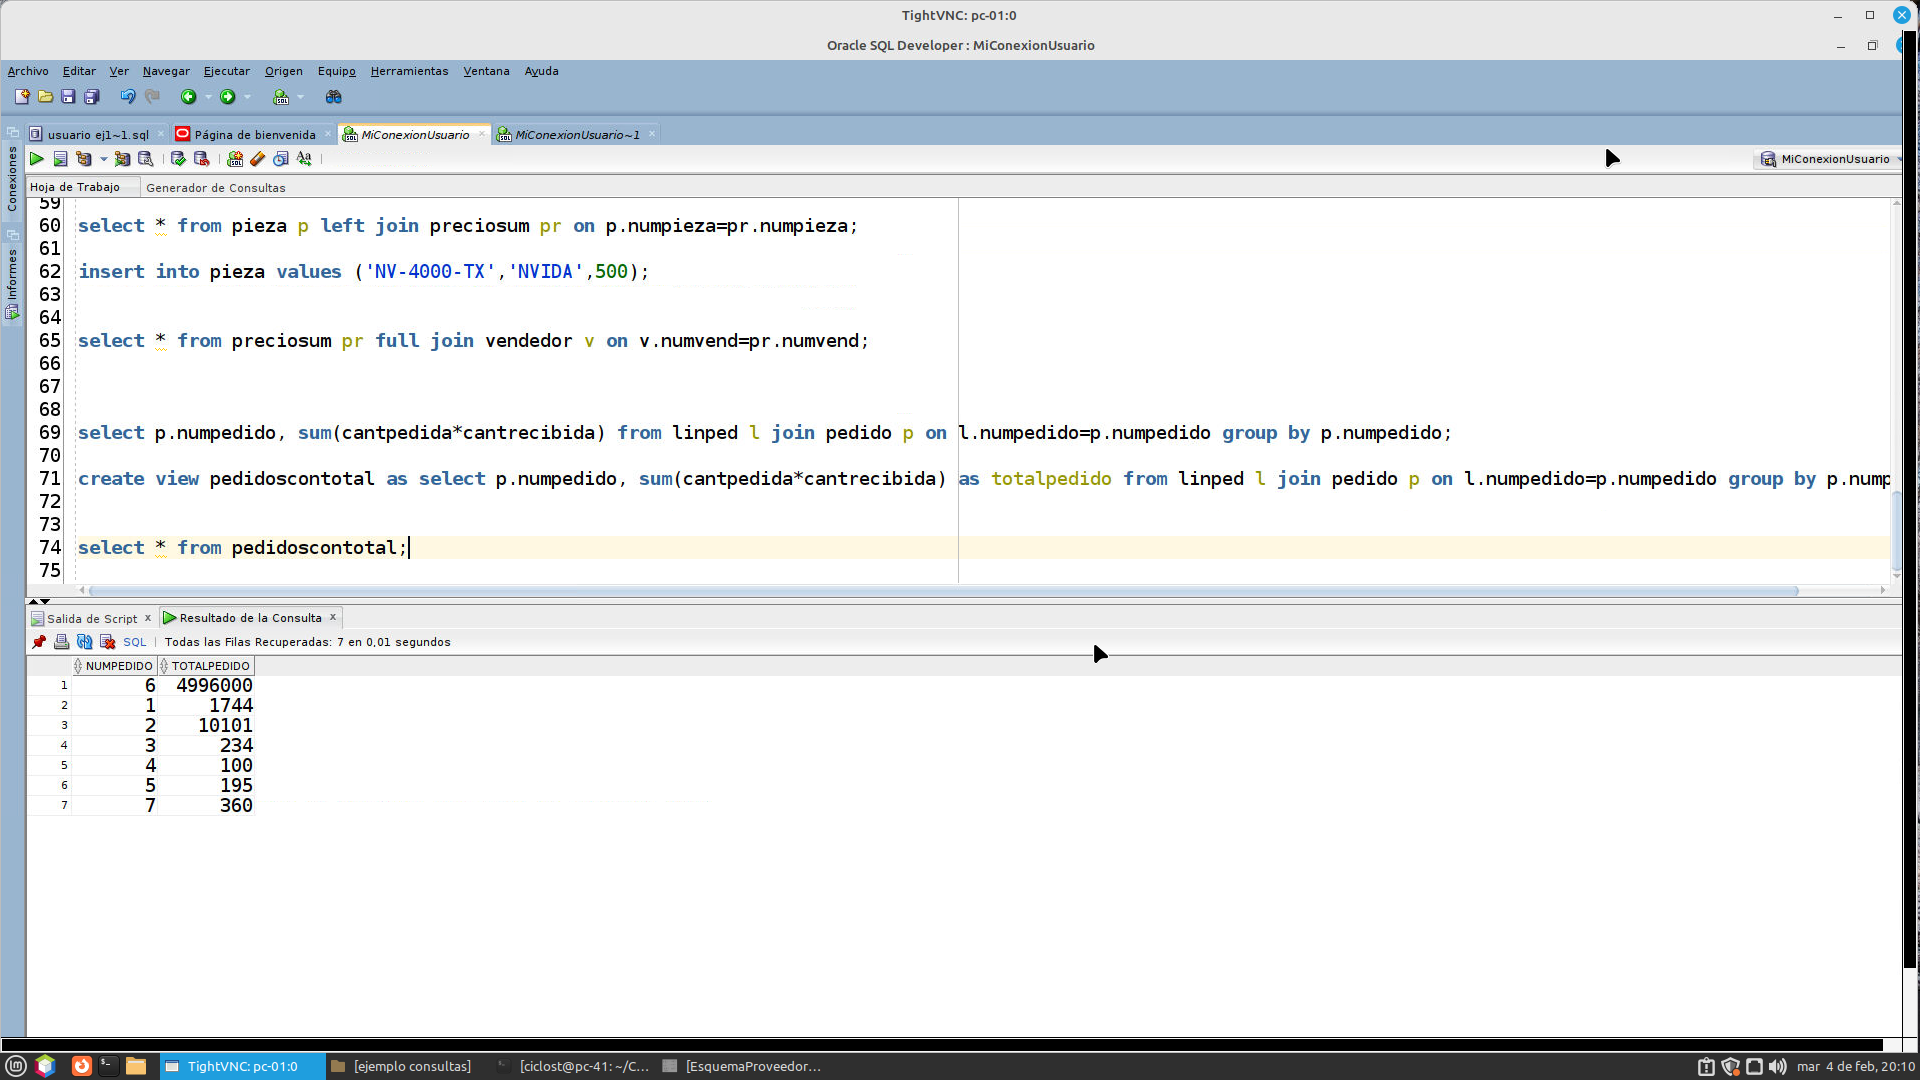 TightVNC: pc-01:0
Oracle SQL Developer : MiConexionUsuario
Archivo Editar Ver Navegar Ejecutar Origen Equipo Herramientas Ventana Ayuda
usuario ej1~1.sql Página de bienvenida MiConexionUsuario MiConexionUsuario~1
MiConexionUsuario
Conexiones
Informes
Hoja de Trabajo Generador de Consultas
59
60 select * from pieza p left join preciosum pr on p.numpieza=pr.numpieza;
61
62 insert into pieza values ('NV-4000-TX','NVIDA',500);
63
64
65 select * from preciosum pr full join vendedor v on v.numvend=pr.numvend;
66
67
68
69 select p.numpedido, sum(cantpedida*cantrecibida) from linped l join pedido p on l.numpedido=p.numpedido group by p.numpedido;
70
71 create view pedidoscontotal as select p.numpedido, sum(cantpedida*cantrecibida) as totalpedido from linped l join pedido p on l.numpedido=p.numpedido group by p.nump
72
73
74 select * from pedidoscontotal;
75
Salida de Script x Resultado de la Consulta x
SQL | Todas las Filas Recuperadas: 7 en 0,01 segundos
NUMPEDIDO TOTALPEDIDO
1 6 4996000
2 1 1744
3 2 10101
4 3 234
5 4 100
6 5 195
7 7 360
TightVNC: pc-01:0 [ejemplo consultas] [ciclost@pc-41: ~/C... [EsquemaProveedor... mar 4 de feb, 20:10